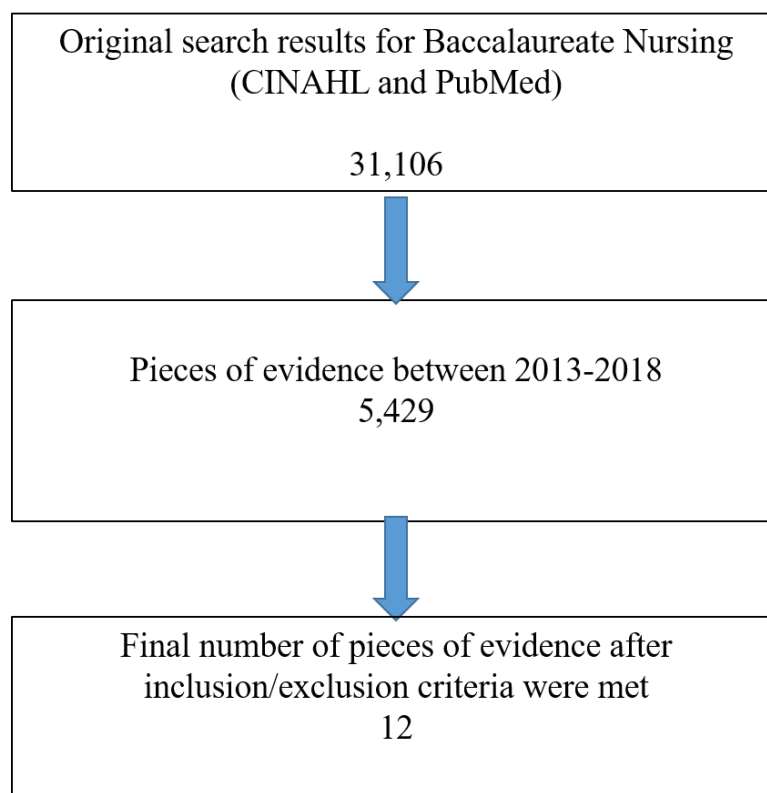 Original search results for Baccalaureate Nursing
(CINAHL and PubMed)
31,106
Pieces of evidence between 2013-2018
5,429
Final number of pieces of evidence after
inclusion/exclusion criteria were met
12